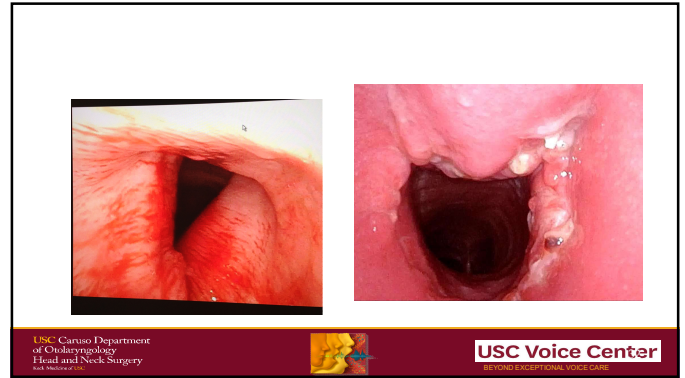 USC Caruso Department
of Otolaryngology
Head and Neck Surgery
Keck Medicine of USC
USC Voice Center
BEYOND EXCEPTIONAL VOICE CARE